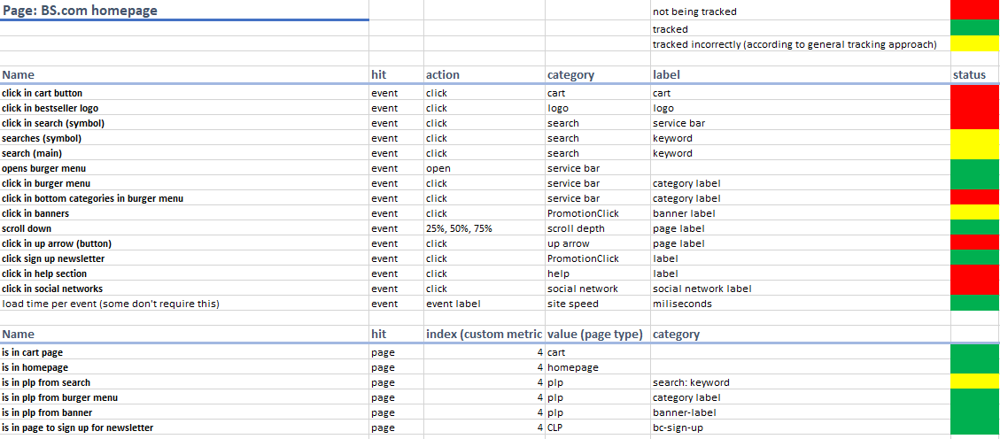 Page: BS.com homepage
not being tracked
tracked
tracked incorrectly (according to general tracking approach)
Name hit action category label status
click in cart button event click cart cart
click in bestseller logo event click logo logo
click in search (symbol) event click search service bar
searches (symbol) event click search keyword
search (main) event click search keyword
opens burger menu event open service bar
click in burger menu event click service bar category label
click in bottom categories in burger menu event click service bar category label
click in banners event click PromotionClick banner label
scroll down event 25%, 50%, 75% scroll depth page label
click in up arrow (button) event click up arrow page label
click sign up newsletter event click PromotionClick label
click in help section event click help label
click in social networks event click social network social network label
load time per event (some don't require this) event event label site speed miliseconds
Name hit index (custom metric value (page type) category
is in cart page page 4 cart
is in homepage page 4 homepage
is in plp from search page 4 plp search: keyword
is in plp from burger menu page 4 plp category label
is in plp from banner page 4 plp banner-label
is in page to sign up for newsletter page 4 CLP bc-sign-up